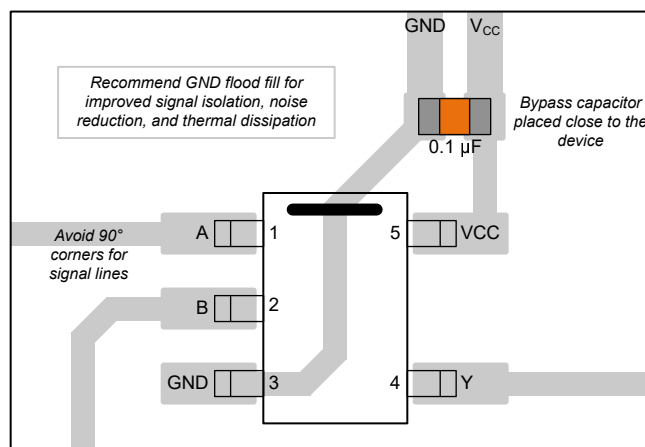 GND VCC
Recommend GND flood fill for
improved signal isolation, noise
reduction, and thermal dissipation
Bypass capacitor
placed close to the
device
0.1 µF
A 1 5 VCC
Avoid 90°
corners for
signal lines
B 2
GND 3 4 Y